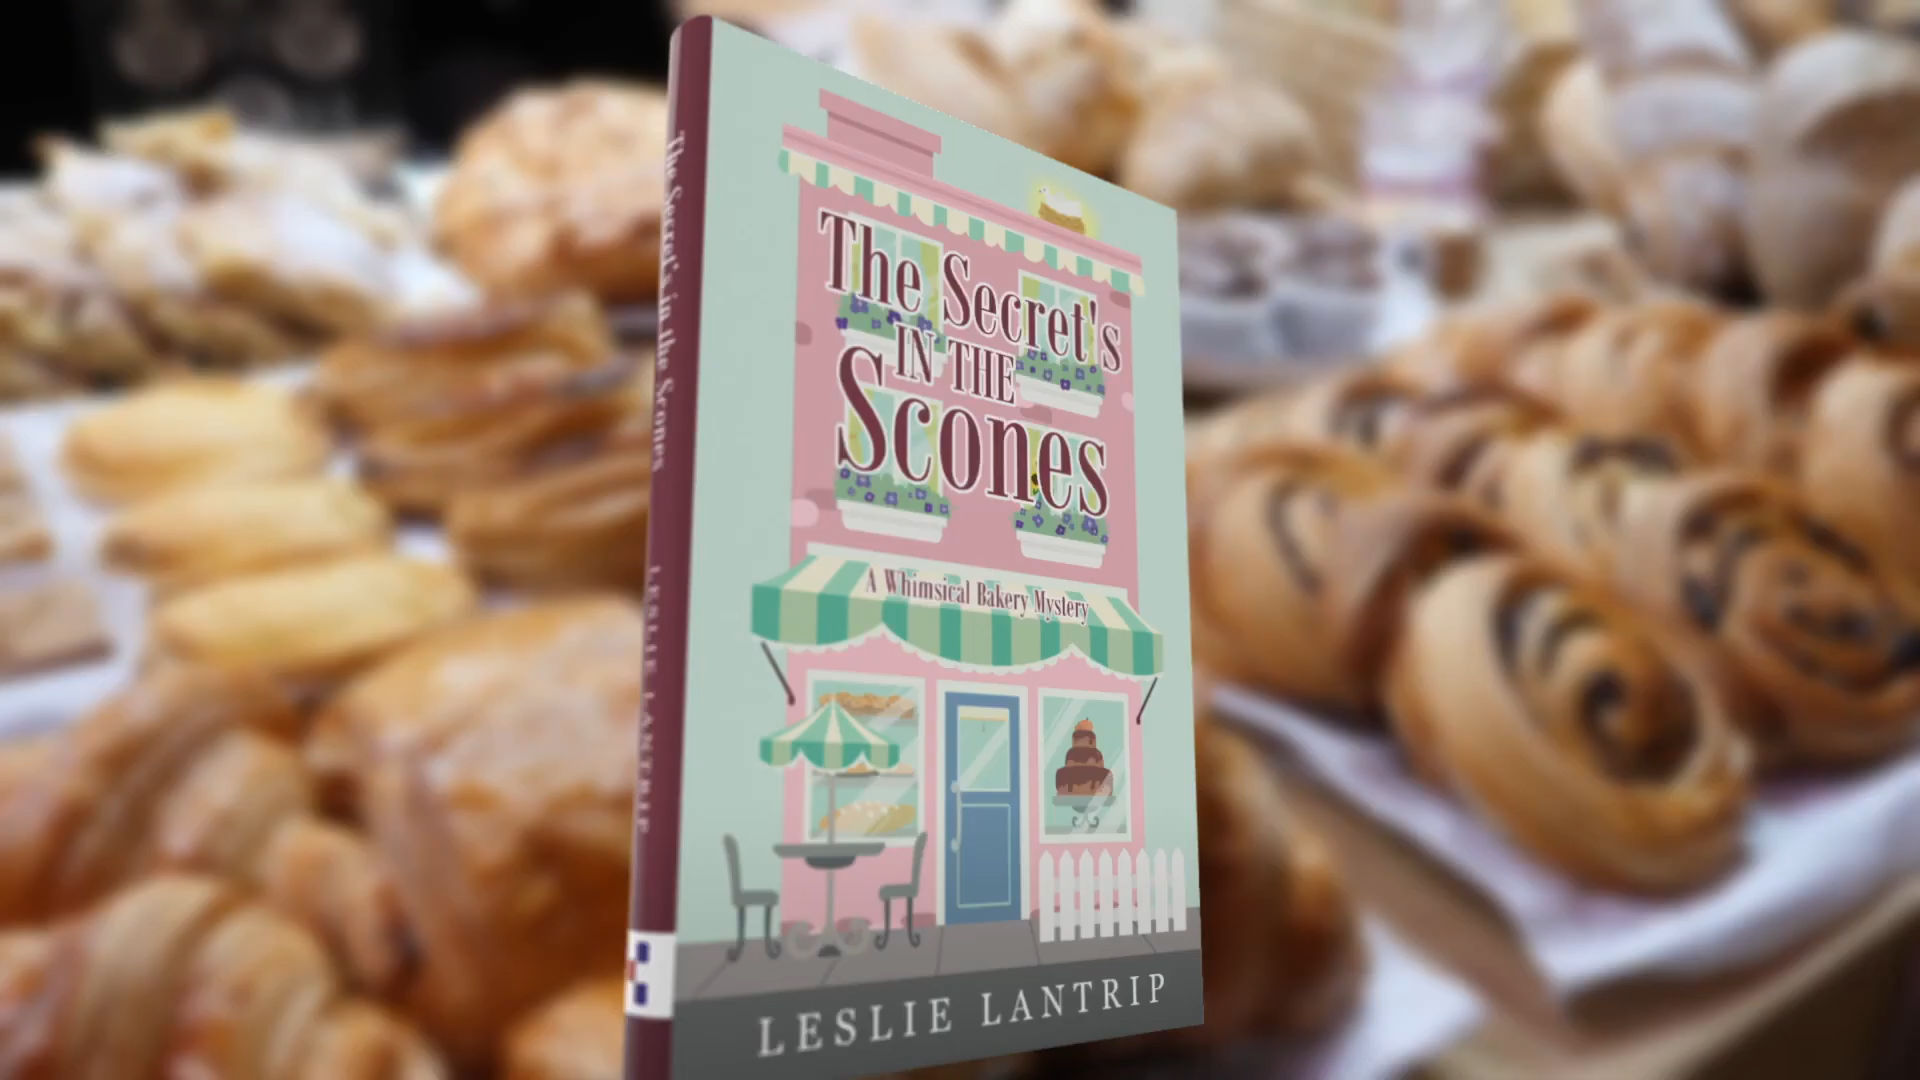 The Secret's in the Scones
LESLIE LANTRIP
The Secret's
IN THE
Scones
A Whimsical Bakery Mystery
LESLIE LANTRIP